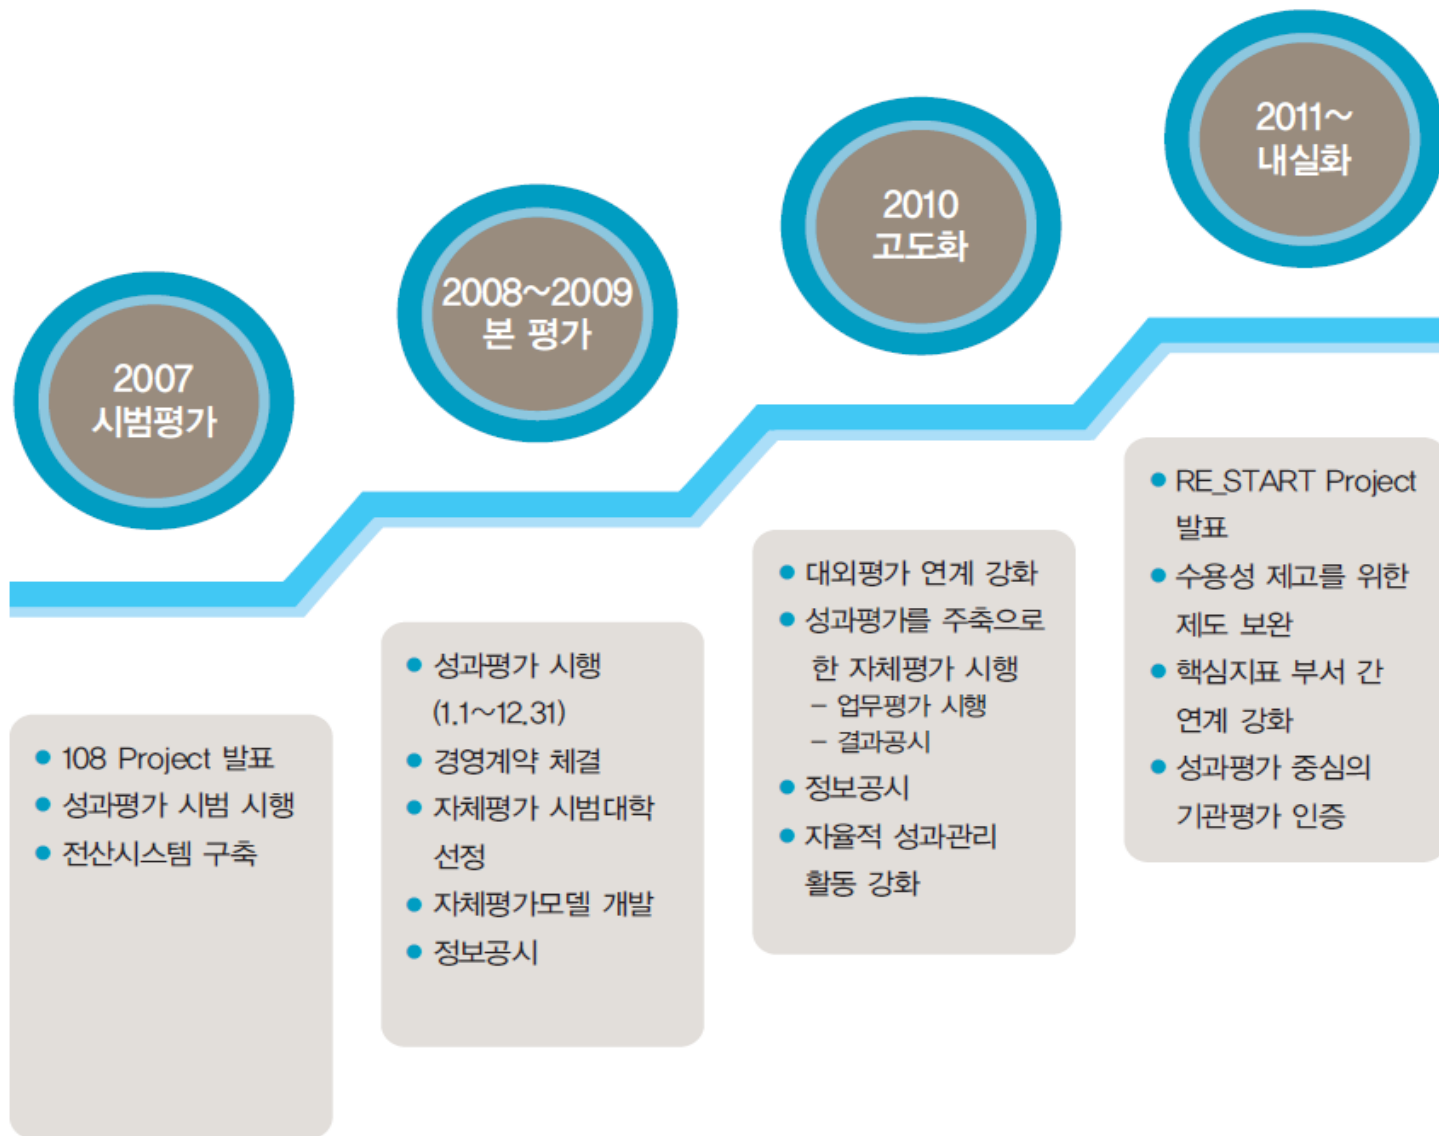 2007
시범평가
● 108 Project 발표
● 성과평가 시범 시행
● 전산시스템 구축
2008~2009
본 평가
● 성과평가 시행
(1.1~12.31)
● 경영계약 체결
● 자체평가 시범대학
선정
● 자체평가모델 개발
● 정보공시
2010
고도화
● 대외평가 연계 강화
● 성과평가를 주축으로
한 자체평가 시행
– 업무평가 시행
– 결과공시
● 정보공시
● 자율적 성과관리
활동 강화
2011~
내실화
● RE_START Project
발표
● 수용성 제고를 위한
제도 보완
● 핵심지표 부서 간
연계 강화
● 성과평가 중심의
기관평가 인증